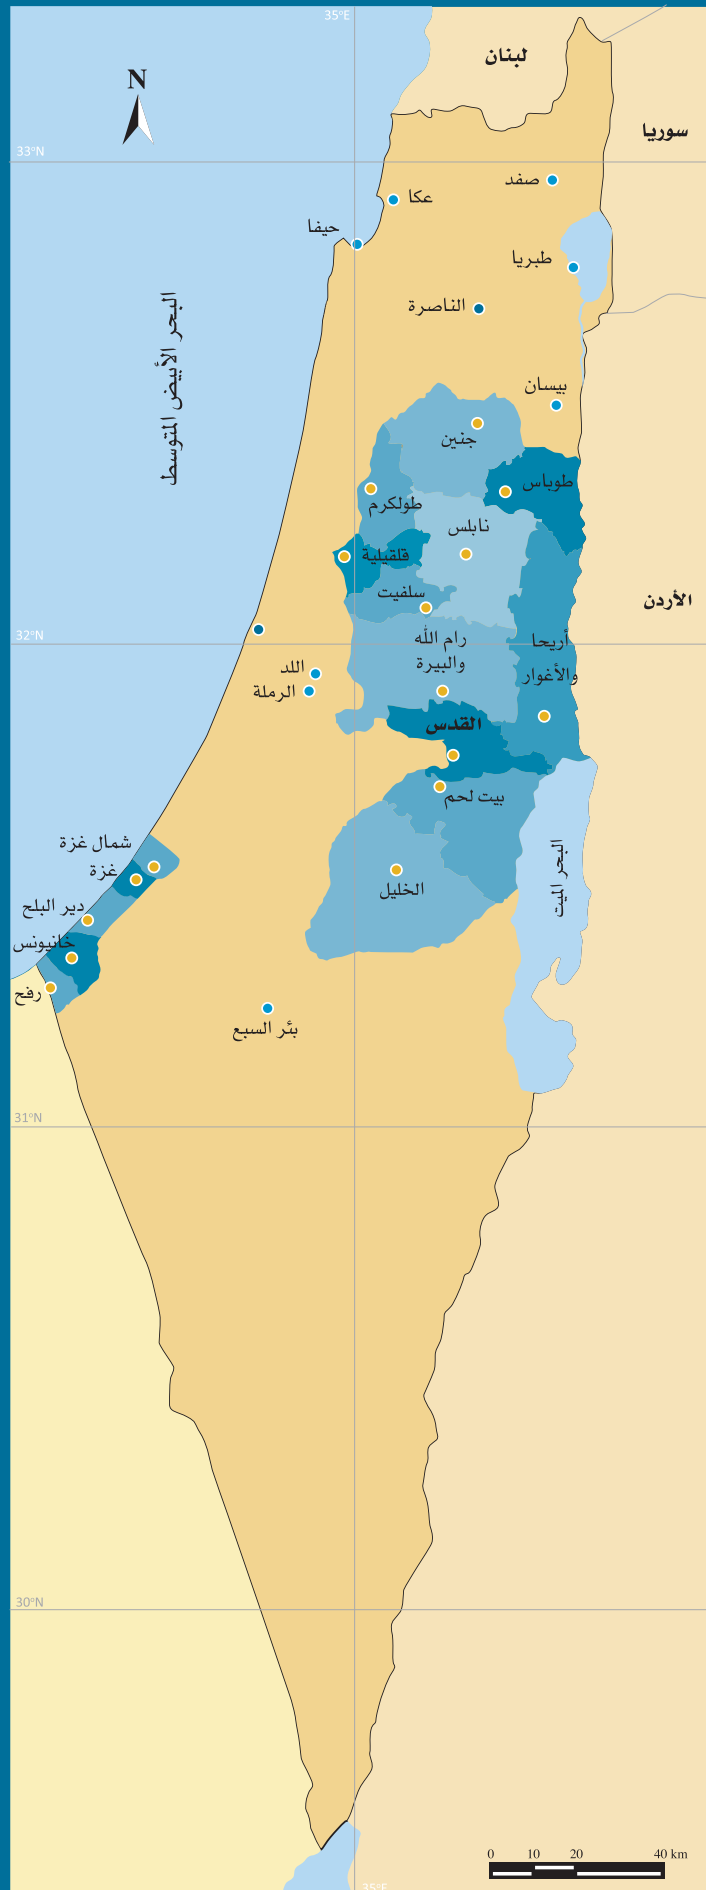 35°E
لبنان
N
سوريا
33°N
صفد
عكا
حيفا
طبريا
الناصرة
البحر الأبيض المتوسط
بيسان
جنين
طوباس
طولكرم
نابلس
قلقيلية
سلفيت
الأردن
32°N
رام الله
والبيرة
أريحا
والأغوار
اللد
الرملة
القدس
بيت لحم
شمال غزة
غزة
الخليل
البحر الميت
دير البلح
خانيونس
رفح
بئر السبع
31°N
30°N
0 10 20 40 km
35°E